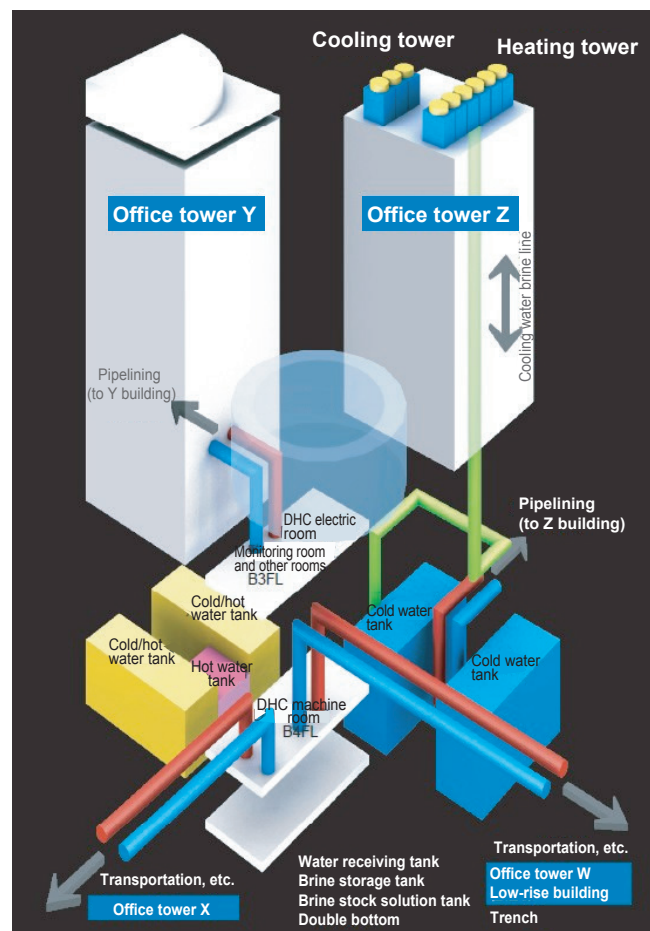 Cooling tower
Heating tower
Office tower Y
Office tower Z
Cooling water brine line
Pipelining
(to Y building)
DHC electric
room
Monitoring room
and other rooms
B3FL
Pipelining
(to Z building)
Cold/hot
water tank
Cold water
tank
Cold/hot
water tank
Hot water
tank
Cold water
tank
DHC machine
room
B4FL
Transportation, etc.
Office tower X
Water receiving tank
Brine storage tank
Brine stock solution tank
Double bottom
Transportation, etc.
Office tower W
Low-rise building
Trench